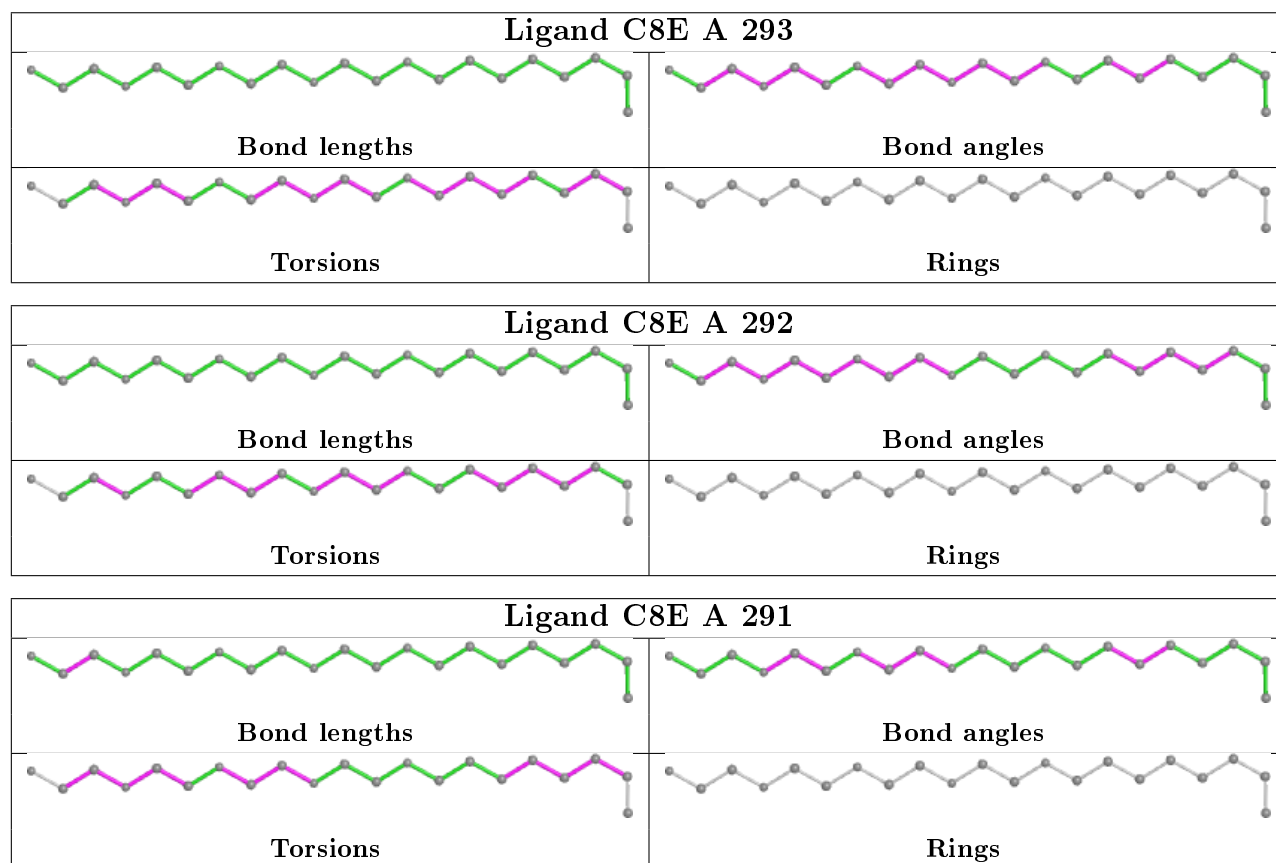 Ligand C8E A 293
Bond lengths
Bond angles
Torsions
Rings
Ligand C8E A 292
Bond lengths
Bond angles
Torsions
Rings
Ligand C8E A 291
Bond lengths
Bond angles
Torsions
Rings